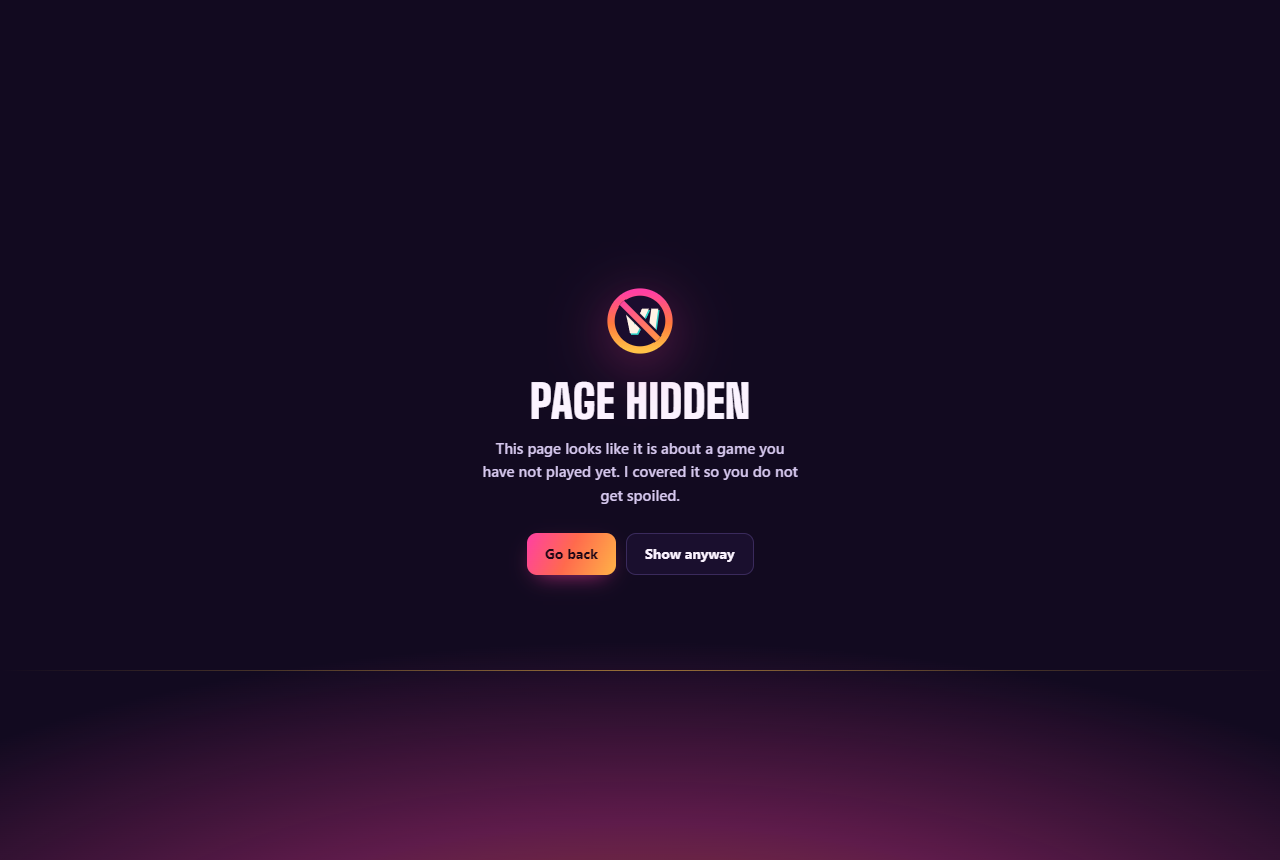 VI
PAGE HIDDEN
This page looks like it is about a game you
have not played yet. I covered it so you do not
get spoiled.
Go back
Show anyway